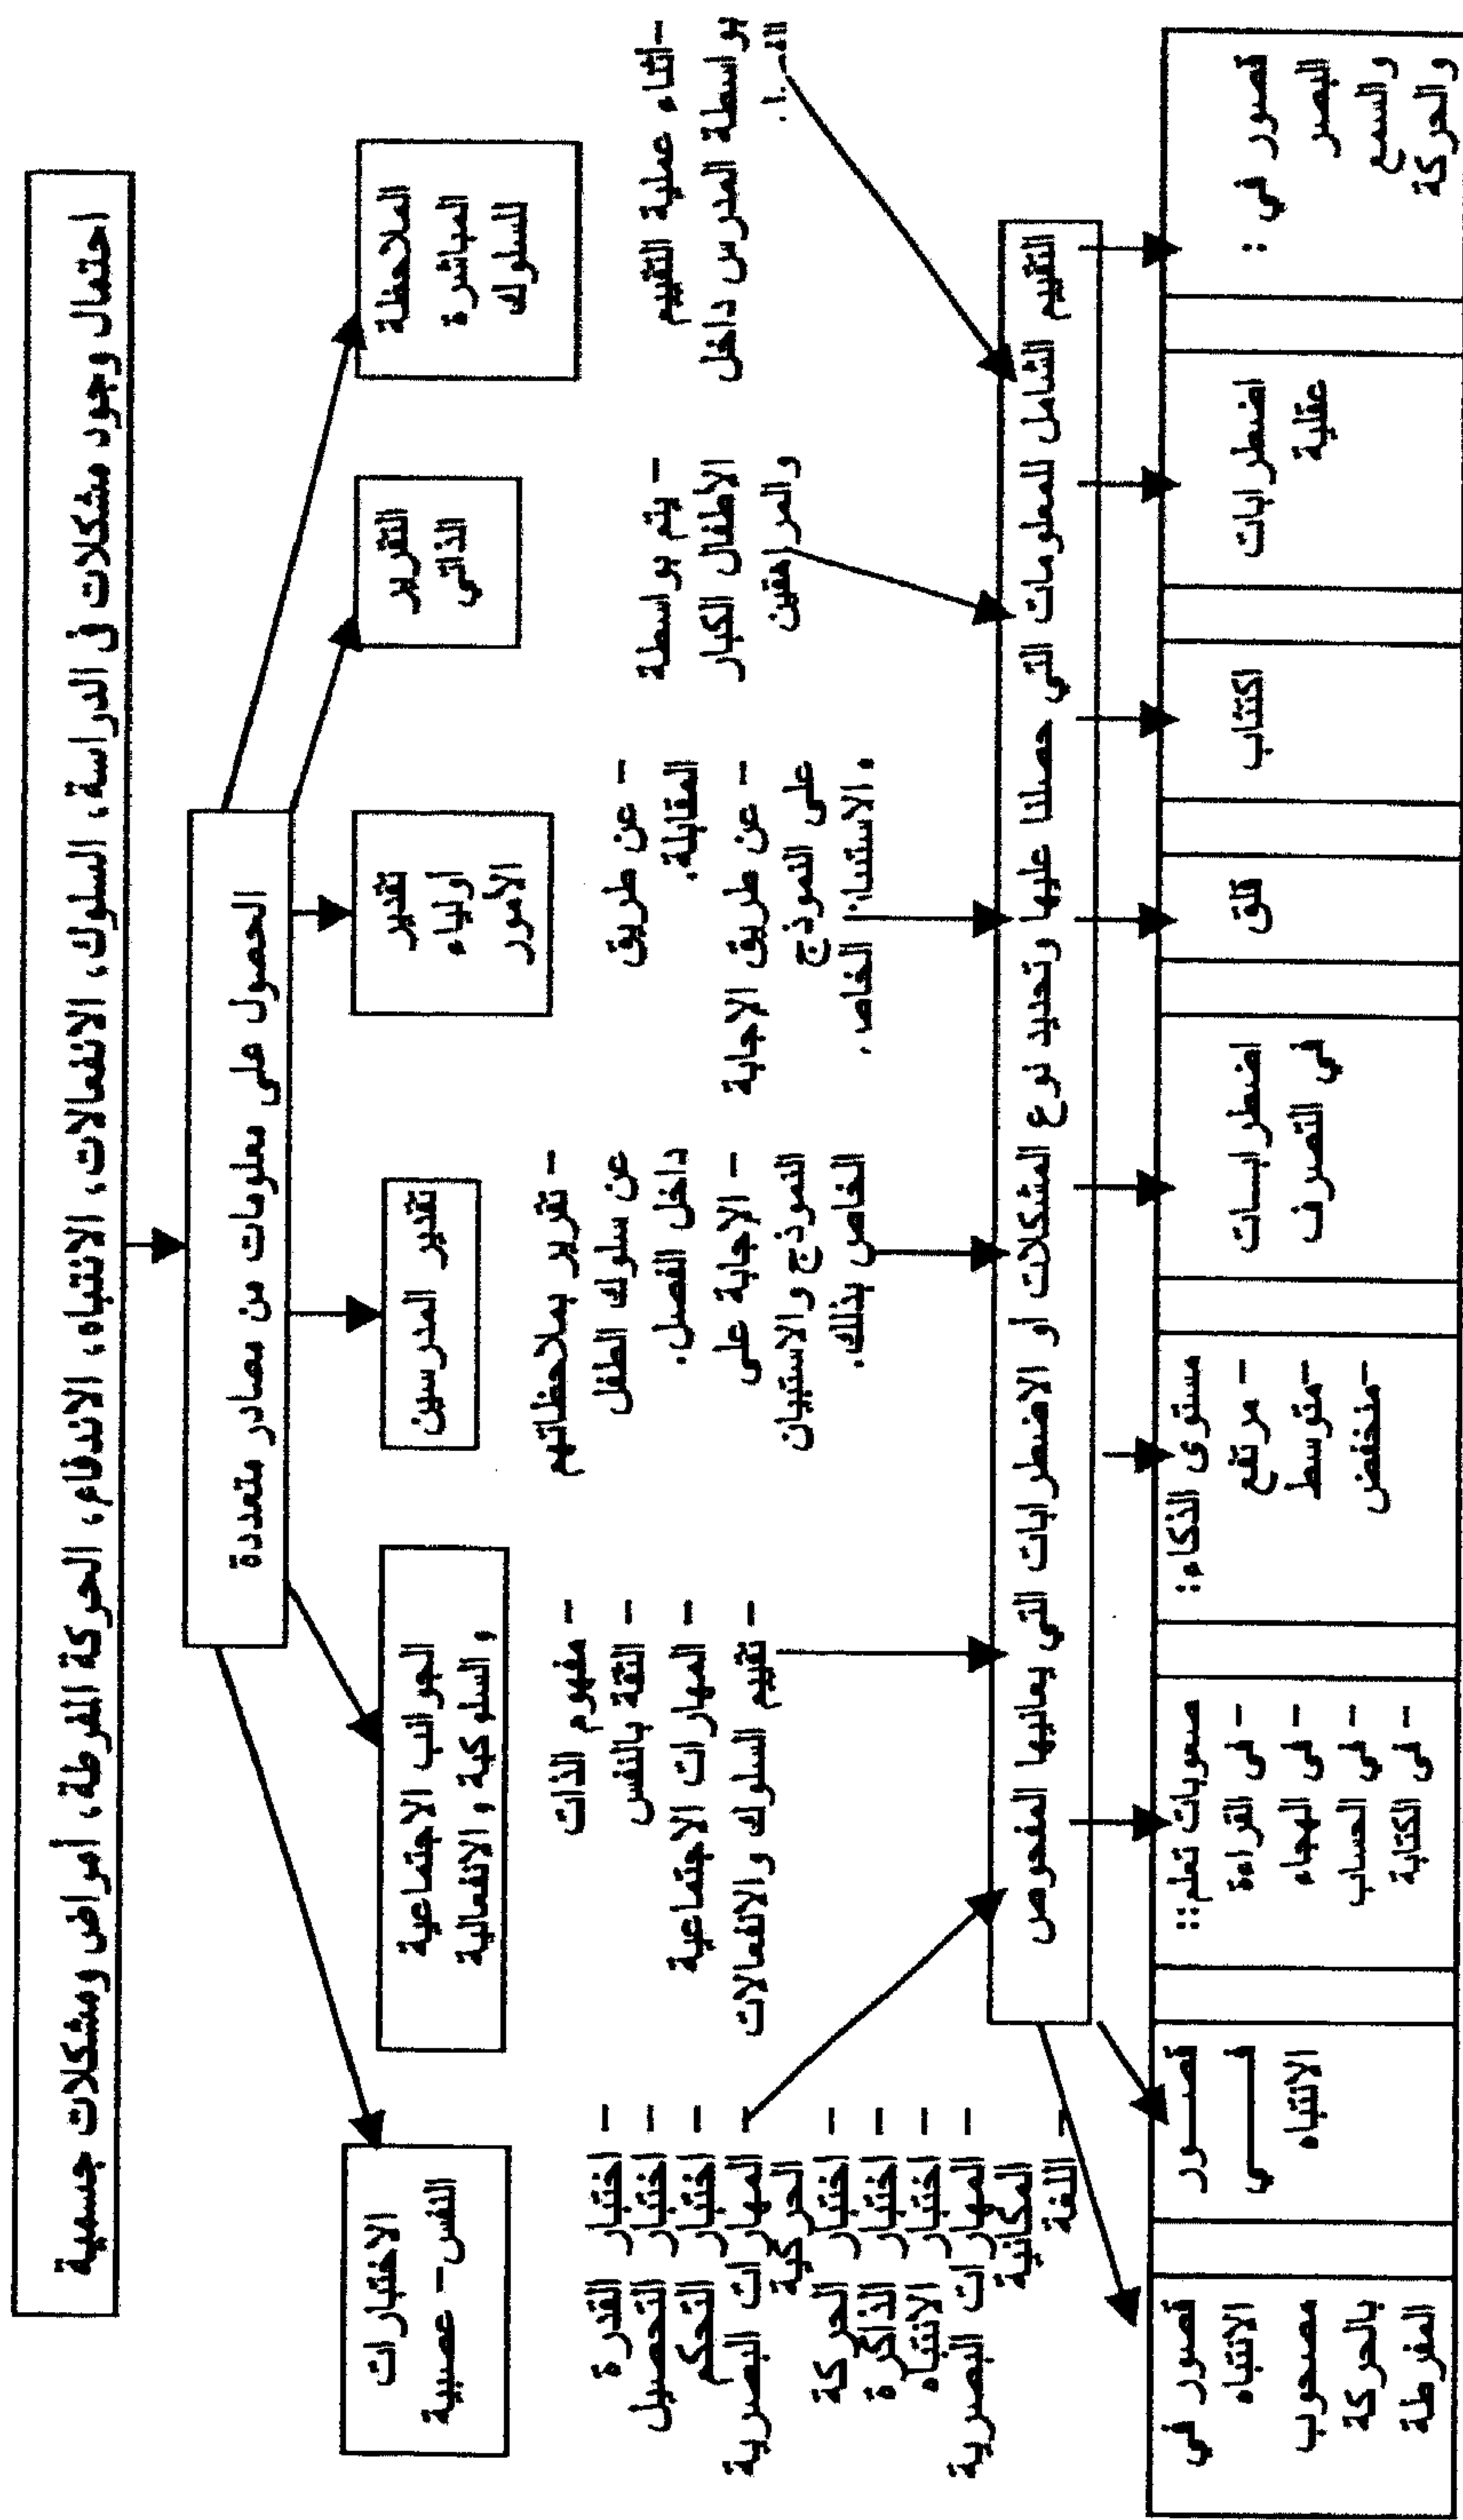 احتمال وجود مشكلات فى الدراسة، السلوك، الانفعالات، الانتباه، الاندفاع، الحركة المفرطة، أمراض ومشكلات جسمية
الحصول على معلومات من مصادر متعددة
الملاحظة
المباشرة
للسلوك
التقرير
الذاتي
تقدير
أولياء
الأمور
تقدير المدرسين
الجوانب الاجتماعية
والسلوكية والانفعالية
الاختبارات
النفس - عصبية
-اثناء عملية التقييم
بواسطة المدرس داخل
- يتم بواسطة
الأطفال الكبار
والمراهقين
- عن طريق
المقابلة.
- عن طريق الاجابة
على النموذج
الخاص.
- تقرير بملاحظاتهم
عن سلوك الطفل
داخل الفصل.
- الاجابة على
النموذج والاستبيان
الخاص بذلك.
- مفهوم الذات
- الثقة بالنفس
- المهارات الاجتماعية
- تقييم السلوك والانفعالات
- اختبار القدرة
- اختبار التحصيل
- اختبار التحكم
- المهارات البصرية
الحركية
- اختبار الحركة
- اختبار الذاكرة
- اختبار الانتباه
- المهارات البصرية
المكانية
- اللغة
التقييم الشامل للمعلومات التي حصلنا عليها وتحديد نوع المشكلات أو الاضطرابات التي يعانيها المفحوص
قصور في :
البصر
والسمع
والحركة
اضطرابات
عقلية
اكتئاب
قلق
اضطرابات
في التصرف
مستوى الذكاء:
- مرتفع
-متوسط
-منخفض
صعوبات تعلم::
- في القراءة
- في الهجاء
- في الحساب
- في الكتابة
قصور
في
الانتباه
قصور في
الانتباه
مصحوب
بالحركة
المفرطة